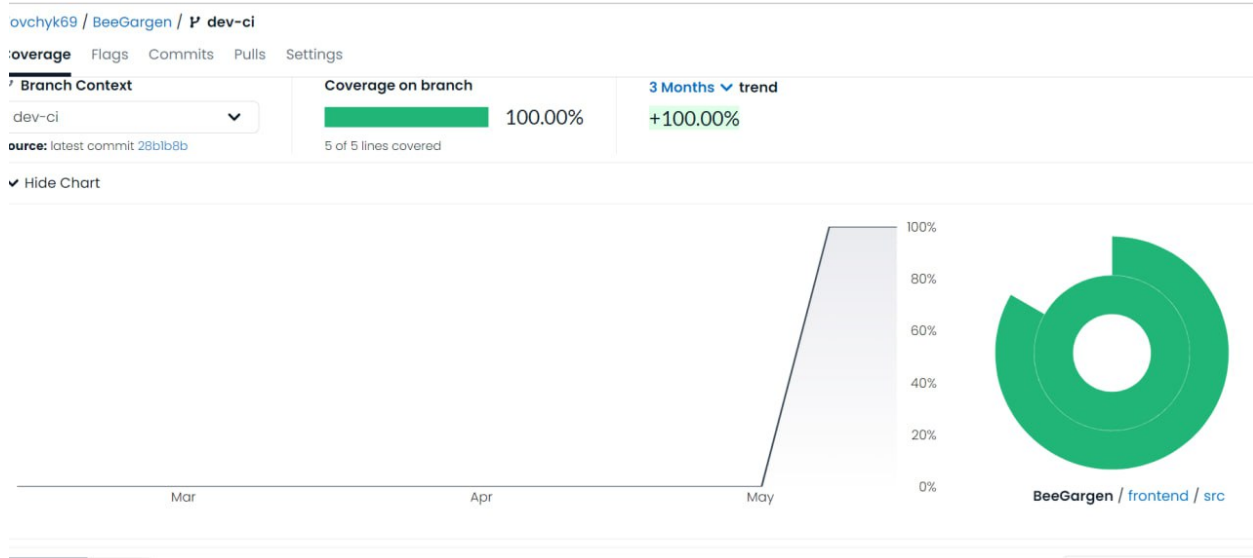 ovchyk69 / BeeGargen / dev-ci
overage Flags Commits Pulls Settings
Branch Context
dev-ci
ource: latest commit 28b1b8b
Coverage on branch
100.00%
5 of 5 lines covered
3 Months trend
+100.00%
Hide Chart
100%
80%
60%
40%
20%
0%
Mar Apr May
BeeGargen / frontend / src